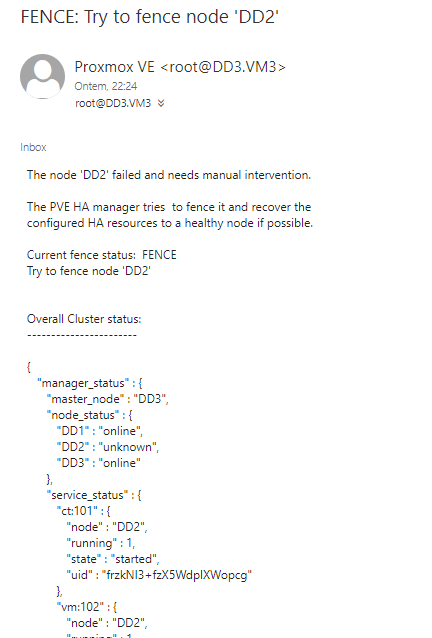 FENCE: Try to fence node 'DD2'
Proxmox VE <root@DD3.VM3>
Ontem, 22:24
root@DD3.VM3
Inbox
The node 'DD2' failed and needs manual intervention.
The PVE HA manager tries  to fence it and recover the
configured HA resources to a healthy node if possible.
Current fence status:  FENCE
Try to fence node 'DD2'
Overall Cluster status:
-----------------------
{
"manager_status" : {
"master_node" : "DD3",
"node_status" : {
"DD1" : "online",
"DD2" : "unknown",
"DD3" : "online"
},
"service_status" : {
"ct:101" : {
"node" : "DD2",
"running" : 1,
"state" : "started",
"uid" : "frzkNI3+fzX5WdpIXWopcg"
},
"vm:102" : {
"node" : "DD2",
"running" : 1